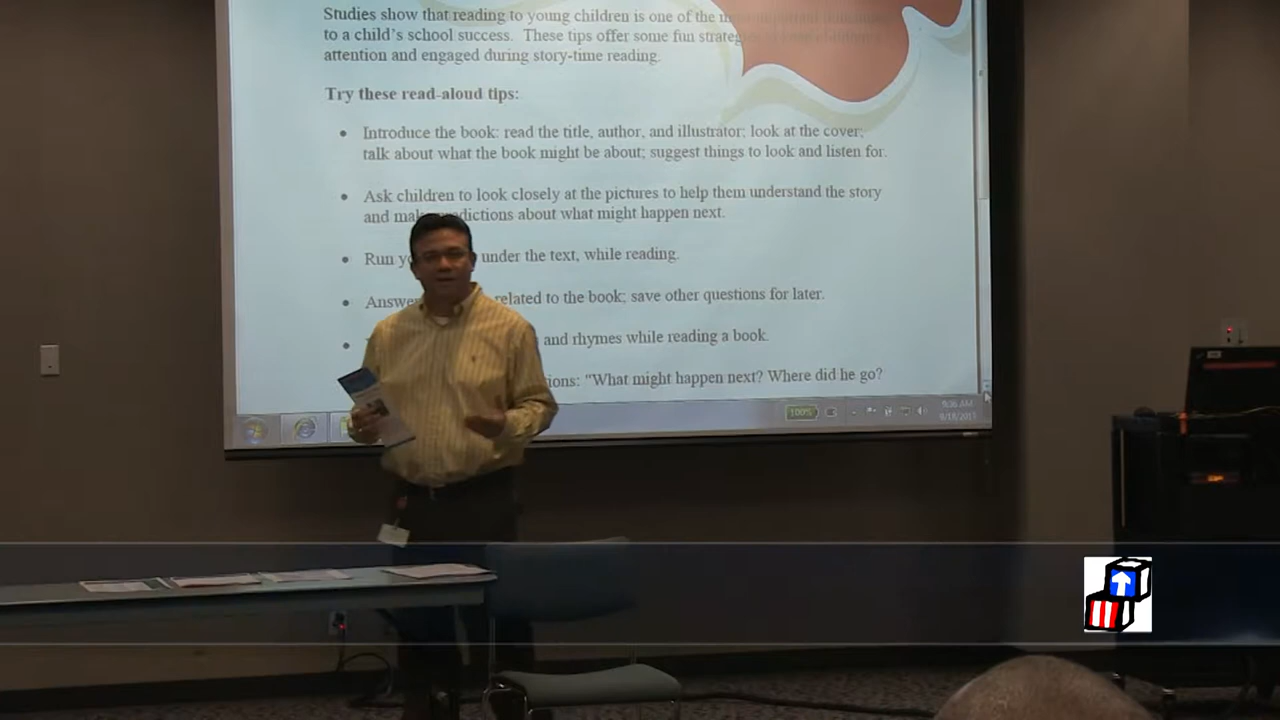 Studies show that reading to young children is one of the
to a child's school success. These tips offer some fun
attention and engaged during story-time reading.
Try these read-aloud tips:
• Introduce the book: read the title, author, and illustrator; look at the cover;
talk about what the book might be about; suggest things to look and listen for.
• Ask children to look closely at the pictures to help them understand the story
and make predictions about what might happen next.
• Run under the text, while reading.
• Answer related to the book; save other questions for later.
• and rhymes while reading a book.
"What might happen next? Where did he go?
100%
9:36 AM